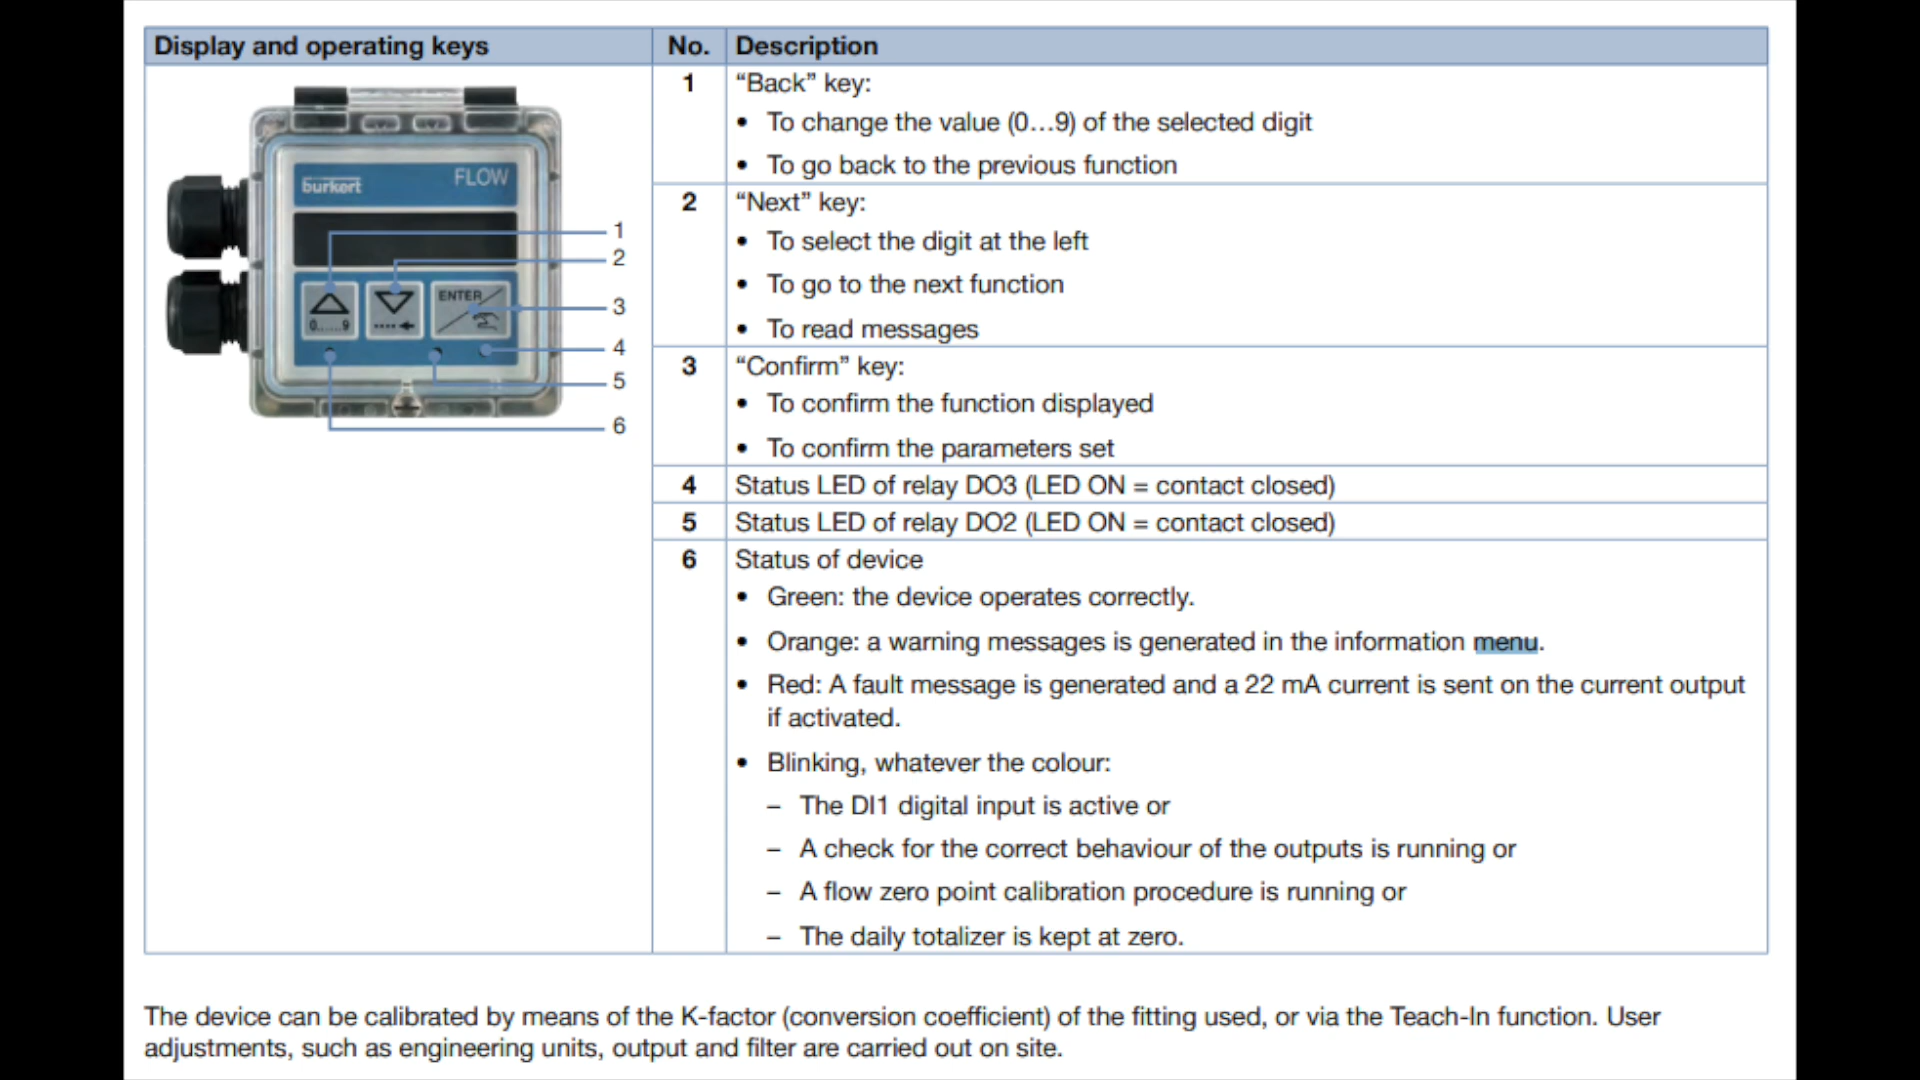 Display and operating keys
No.
Description
burkert
FLOW
ENTER
0......9
1
2
3
4
5
6
1
“Back” key:
• To change the value (0...9) of the selected digit
• To go back to the previous function
2
“Next” key:
• To select the digit at the left
• To go to the next function
• To read messages
3
“Confirm” key:
• To confirm the function displayed
• To confirm the parameters set
4
Status LED of relay DO3 (LED ON = contact closed)
5
Status LED of relay DO2 (LED ON = contact closed)
6
Status of device
• Green: the device operates correctly.
• Orange: a warning messages is generated in the information menu.
• Red: A fault message is generated and a 22 mA current is sent on the current output
if activated.
• Blinking, whatever the colour:
– The DI1 digital input is active or
– A check for the correct behaviour of the outputs is running or
– A flow zero point calibration procedure is running or
– The daily totalizer is kept at zero.
The device can be calibrated by means of the K-factor (conversion coefficient) of the fitting used, or via the Teach-In function. User
adjustments, such as engineering units, output and filter are carried out on site.